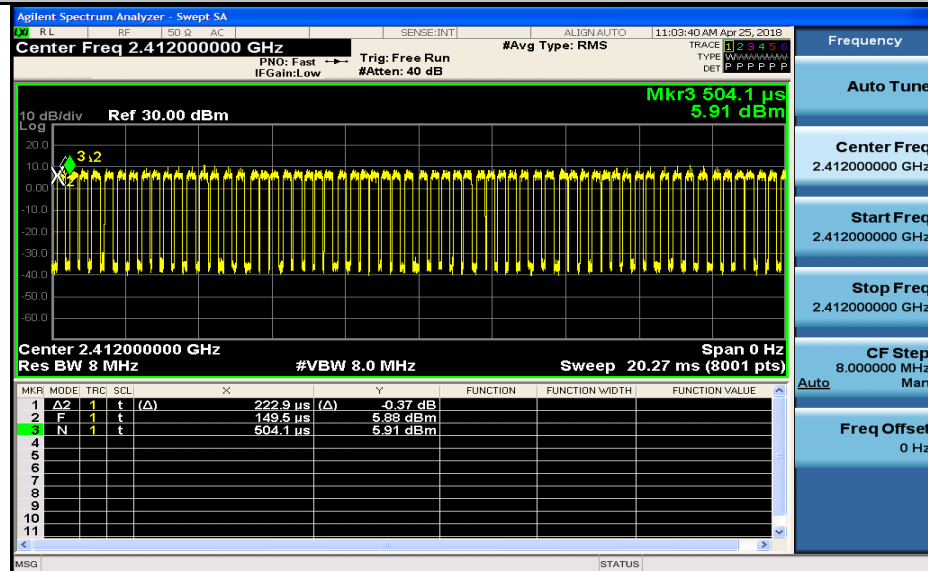 Agilent Spectrum Analyzer - Swept SA
LXI RL RF 50 Ω AC SENSE:INT ALIGN AUTO 11:03:40 AM Apr 25, 2018
Center Freq 2.412000000 GHz
PNO: Fast
IFGain:Low
Trig: Free Run
#Atten: 40 dB
#Avg Type: RMS
TRACE 1 2 3 4 5 6
TYPE W
DET P P P P P P
Mkr3 504.1 µs
5.91 dBm
10 dB/div Ref 30.00 dBm
Log
20.0
10.0
0.00
-10.0
-20.0
-30.0
-40.0
-50.0
-60.0
Center 2.412000000 GHz Span 0 Hz
Res BW 8 MHz #VBW 8.0 MHz Sweep 20.27 ms (8001 pts)
MKR MODE TRC SCL X Y FUNCTION FUNCTION WIDTH FUNCTION VALUE
1 Δ2 1 t (Δ) 222.9 µs (Δ) -0.37 dB
2 F 1 t 149.5 µs 5.88 dBm
3 N 1 t 504.1 µs 5.91 dBm
4
5
6
7
8
9
10
11
MSG STATUS
Frequency
Auto Tune
Center Freq
2.412000000 GHz
Start Freq
2.412000000 GHz
Stop Freq
2.412000000 GHz
CF Step
8.000000 MHz
Auto Man
Freq Offset
0 Hz